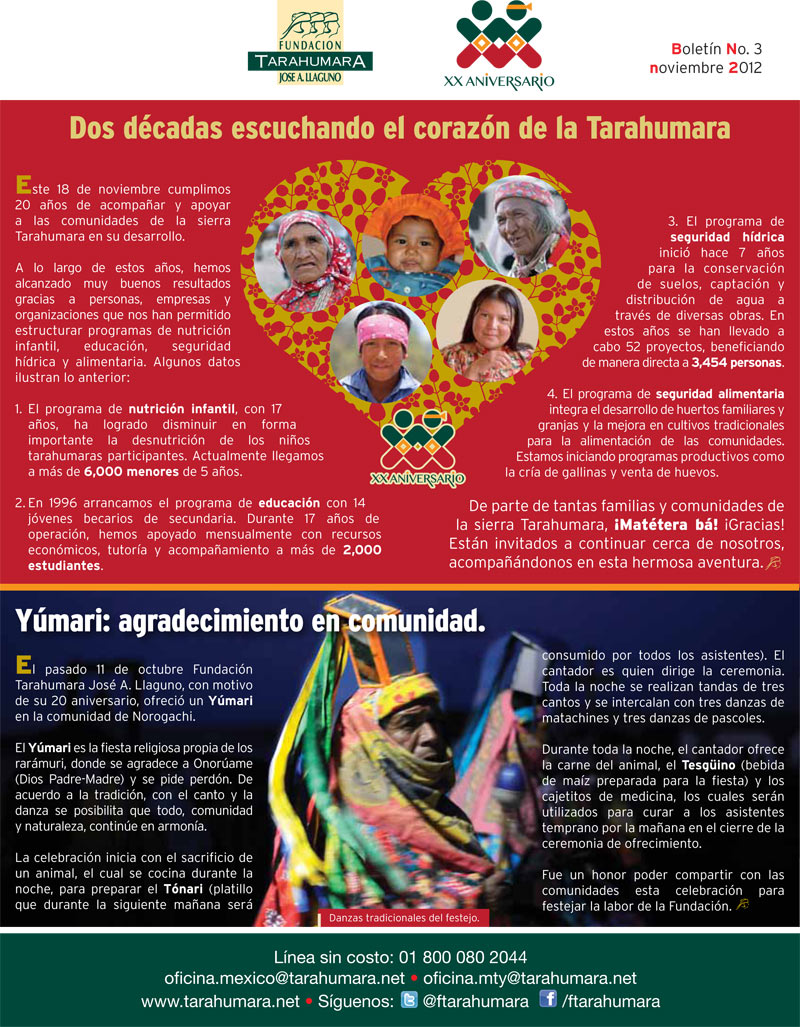 FUNDACIÓN
TARAHUMARA
JOSÉ A. LLAGUNO
XX ANIVERSARIO
Boletín No. 3
noviembre 2012
Dos décadas escuchando el corazón de la Tarahumara
Este 18 de noviembre cumplimos
20 años de acompañar y apoyar
a las comunidades de la sierra
Tarahumara en su desarrollo.
A lo largo de estos años, hemos
alcanzado muy buenos resultados
gracias a personas, empresas y
organizaciones que nos han permitido
estructurar programas de nutrición
infantil, educación, seguridad
hídrica y alimentaria. Algunos datos
ilustran lo anterior:
1. El programa de nutrición infantil, con 17
años, ha logrado disminuir en forma
importante la desnutrición de los niños
tarahumaras participantes. Actualmente llegamos
a más de 6,000 menores de 5 años.
2. En 1996 arrancamos el programa de educación con 14
jóvenes becarios de secundaria. Durante 17 años de
operación, hemos apoyado mensualmente con recursos
económicos, tutoría y acompañamiento a más de 2,000
estudiantes.
XX ANIVERSARIO
3. El programa de
seguridad hídrica
inició hace 7 años
para la conservación
de suelos, captación y
distribución de agua a
través de diversas obras. En
estos años se han llevado a
cabo 52 proyectos, beneficiando
de manera directa a 3,454 personas.
4. El programa de seguridad alimentaria
integra el desarrollo de huertos familiares y
granjas y la mejora en cultivos tradicionales
para la alimentación de las comunidades.
Estamos iniciando programas productivos como
la cría de gallinas y venta de huevos.
De parte de tantas familias y comunidades de
la sierra Tarahumara, ¡Matétera bá! ¡Gracias!
Están invitados a continuar cerca de nosotros,
acompañándonos en esta hermosa aventura.
Yúmari: agradecimiento en comunidad.
El pasado 11 de octubre Fundación
Tarahumara José A. Llaguno, con motivo
de su 20 aniversario, ofreció un Yúmari
en la comunidad de Norogachi.
El Yúmari es la fiesta religiosa propia de los
rarámuri, donde se agradece a Onorúame
(Dios Padre-Madre) y se pide perdón. De
acuerdo a la tradición, con el canto y la
danza se posibilita que todo, comunidad
y naturaleza, continúe en armonía.
La celebración inicia con el sacrificio de
un animal, el cual se cocina durante la
noche, para preparar el Tónari (platillo
que durante la siguiente mañana será
consumido por todos los asistentes). El
cantador es quien dirige la ceremonia.
Toda la noche se realizan tandas de tres
cantos y se intercalan con tres danzas de
matachines y tres danzas de pascoles.
Durante toda la noche, el cantador ofrece
la carne del animal, el Tesgüino (bebida
de maíz preparada para la fiesta) y los
cajetitos de medicina, los cuales serán
utilizados para curar a los asistentes
temprano por la mañana en el cierre de la
ceremonia de ofrecimiento.
Fue un honor poder compartir con las
comunidades esta celebración para
festejar la labor de la Fundación.
Danzas tradicionales del festejo.
Línea sin costo: 01 800 080 2044
oficina.mexico@tarahumara.net • oficina.mty@tarahumara.net
www.tarahumara.net • Síguenos: @ftarahumara /ftarahumara